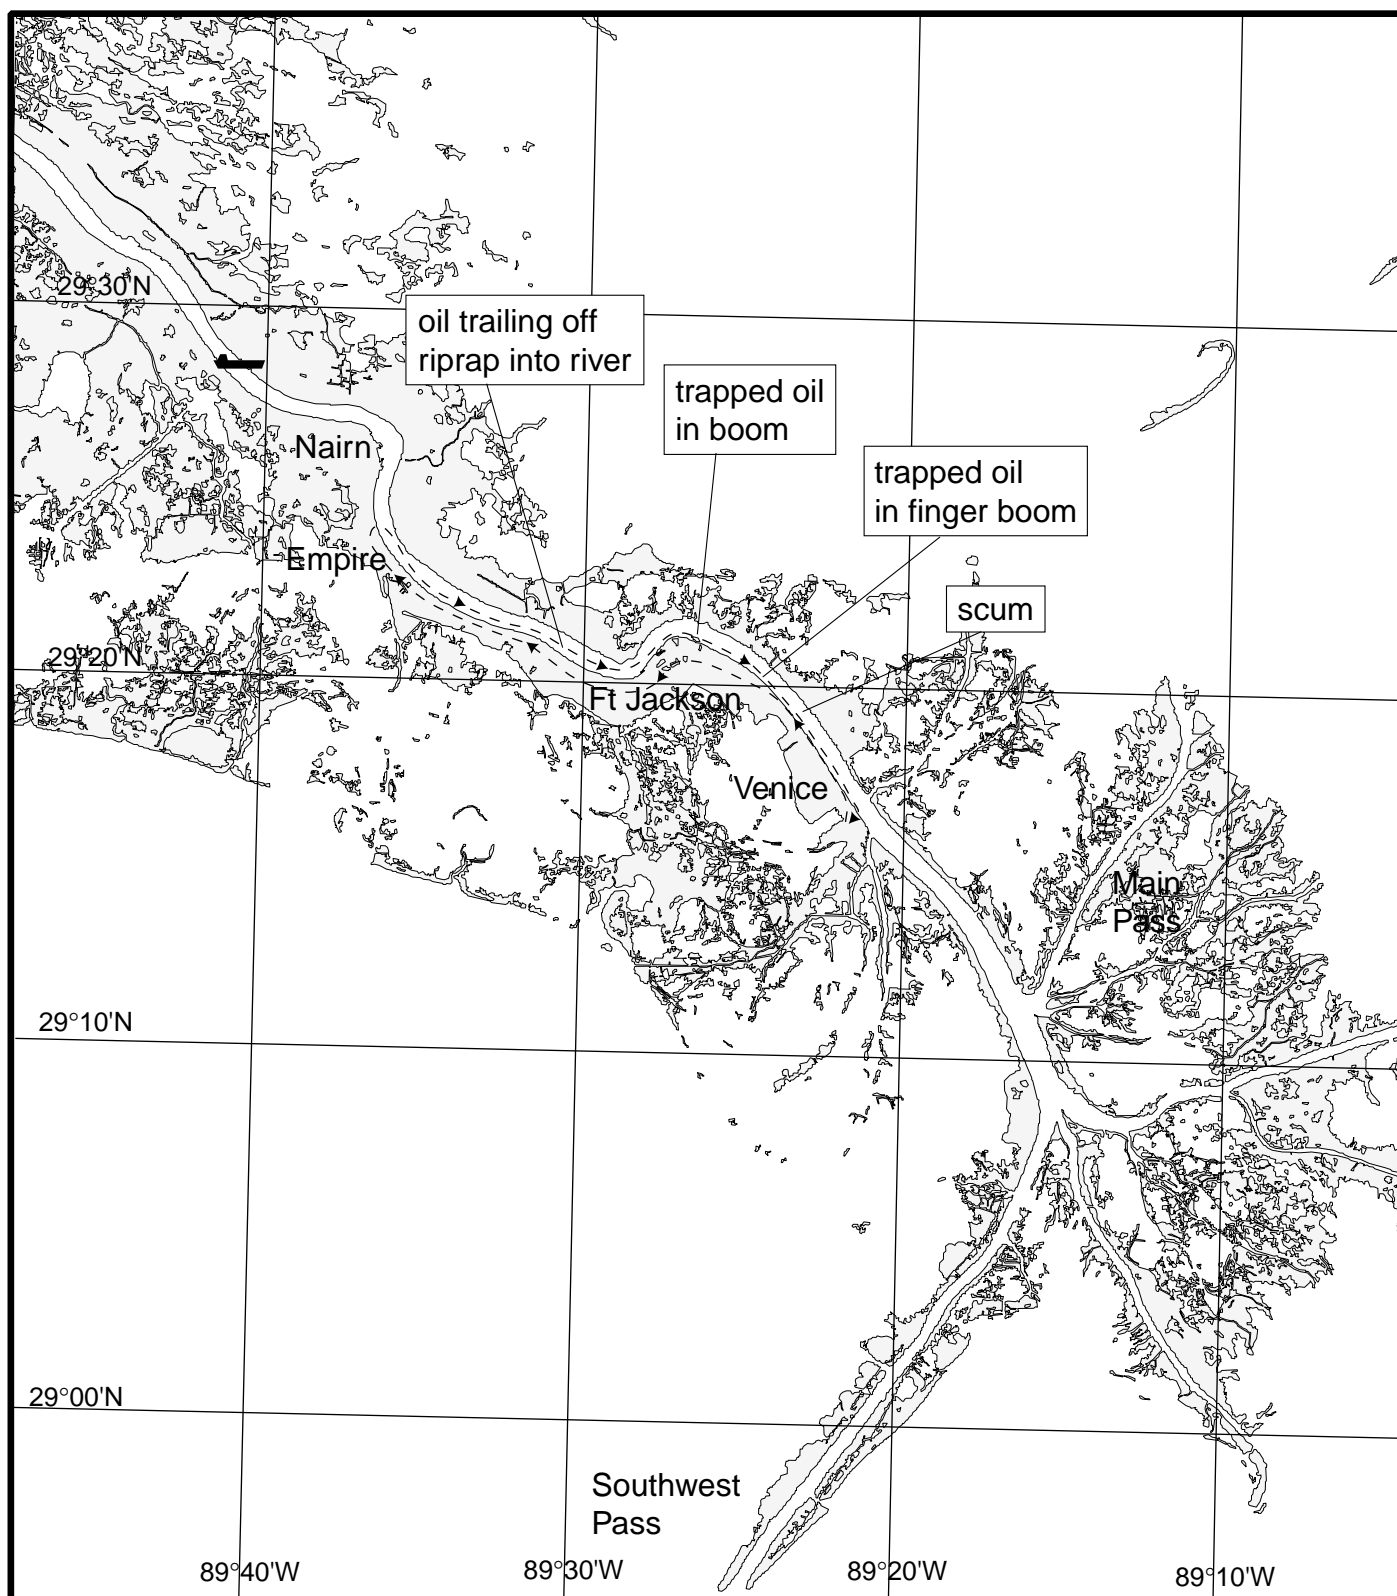 29°30'N
oil trailing off
riprap into river
trapped oil
in boom
Nairn
trapped oil
in finger boom
Empire
scum
29°20'N
Ft Jackson
Venice
Main
Pass
29°10'N
29°00'N
Southwest
Pass
89°40'W
89°30'W
89°20'W
89°10'W